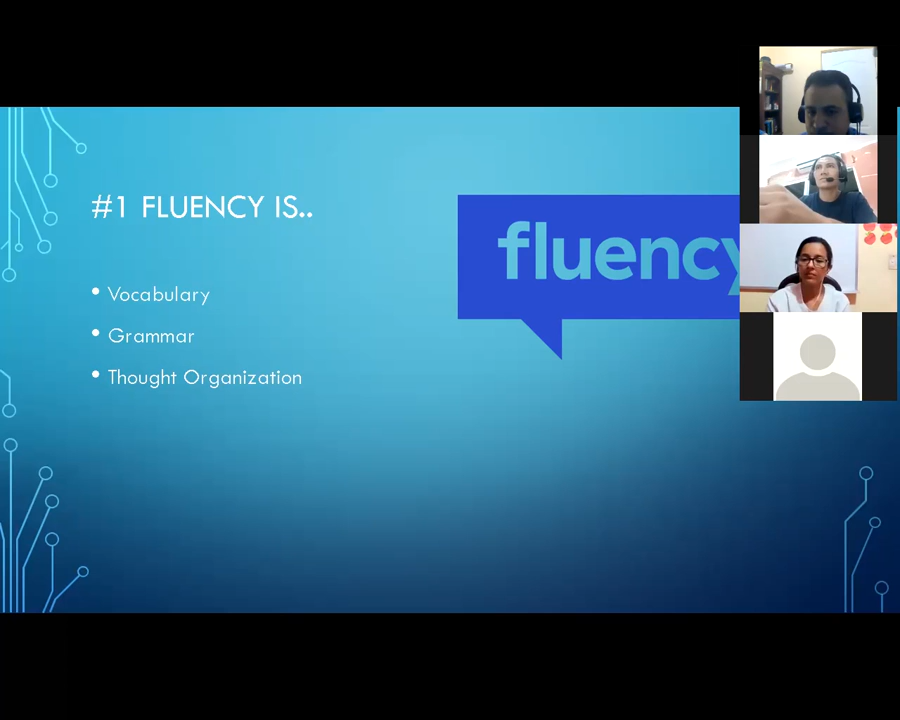 #1 FLUENCY IS..
fluency
• Vocabulary
• Grammar
• Thought Organization